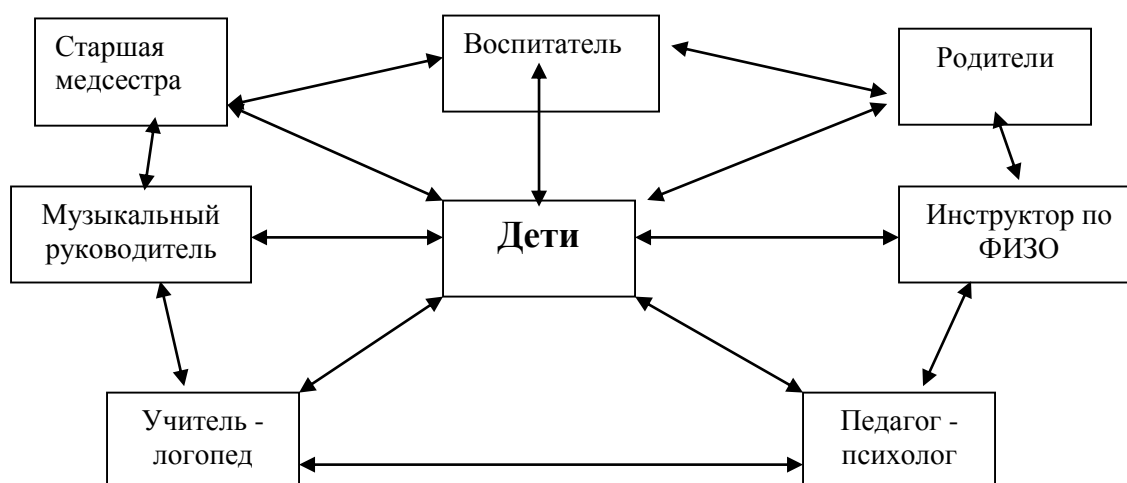 Старшая
медсестра
Воспитатель
Родители
Музыкальный
руководитель
Дети
Инструктор по
ФИЗО
Учитель -
логопед
Педагог -
психолог